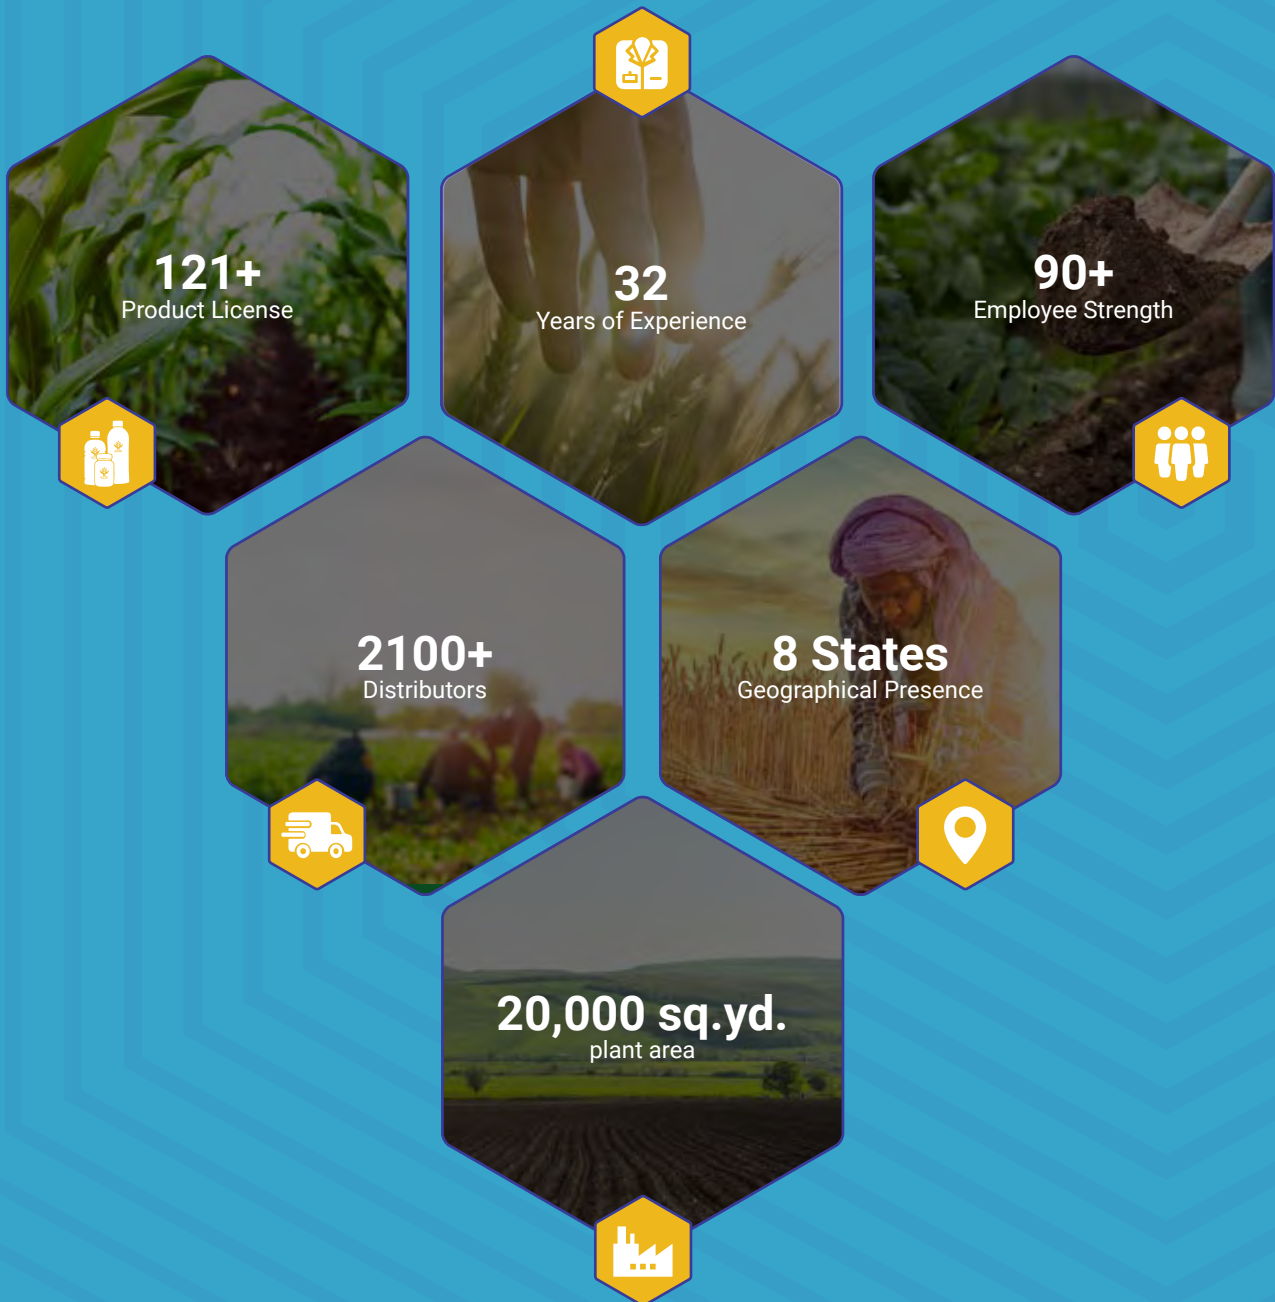 121+
Product License
32
Years of Experience
90+
Employee Strength
2100+
Distributors
8 States
Geographical Presence
20,000 sq.yd.
plant area